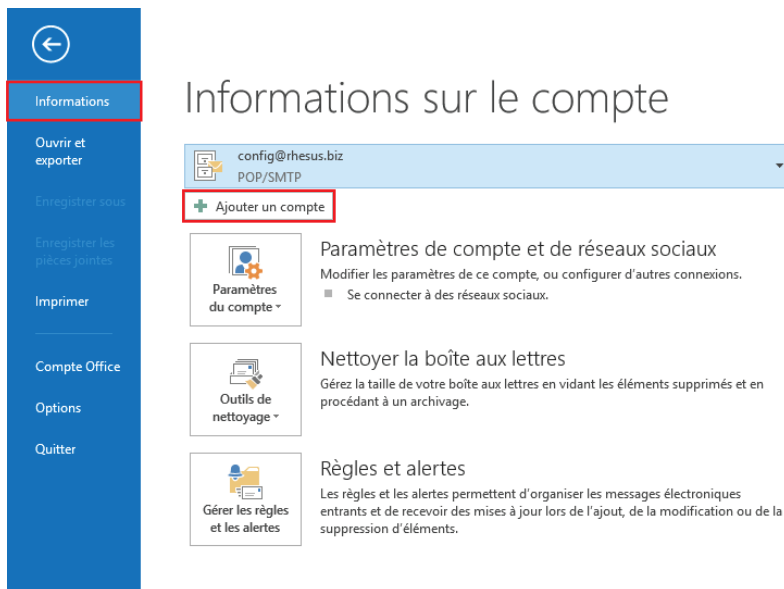 Informations
Ouvrir et
exporter
Enregistrer sous
Enregistrer les
pièces jointes
Imprimer
Compte Office
Options
Quitter
Informations sur le compte
config@rhesus.biz
POP/SMTP
Ajouter un compte
Paramètres
du compte
Paramètres de compte et de réseaux sociaux
Modifier les paramètres de ce compte, ou configurer d'autres connexions.
Se connecter à des réseaux sociaux.
Outils de
nettoyage
Nettoyer la boîte aux lettres
Gérez la taille de votre boîte aux lettres en vidant les éléments supprimés et en
procédant à un archivage.
Gérer les règles
et les alertes
Règles et alertes
Les règles et les alertes permettent d'organiser les messages électroniques
entrants et de recevoir des mises à jour lors de l'ajout, de la modification ou de la
suppression d'éléments.